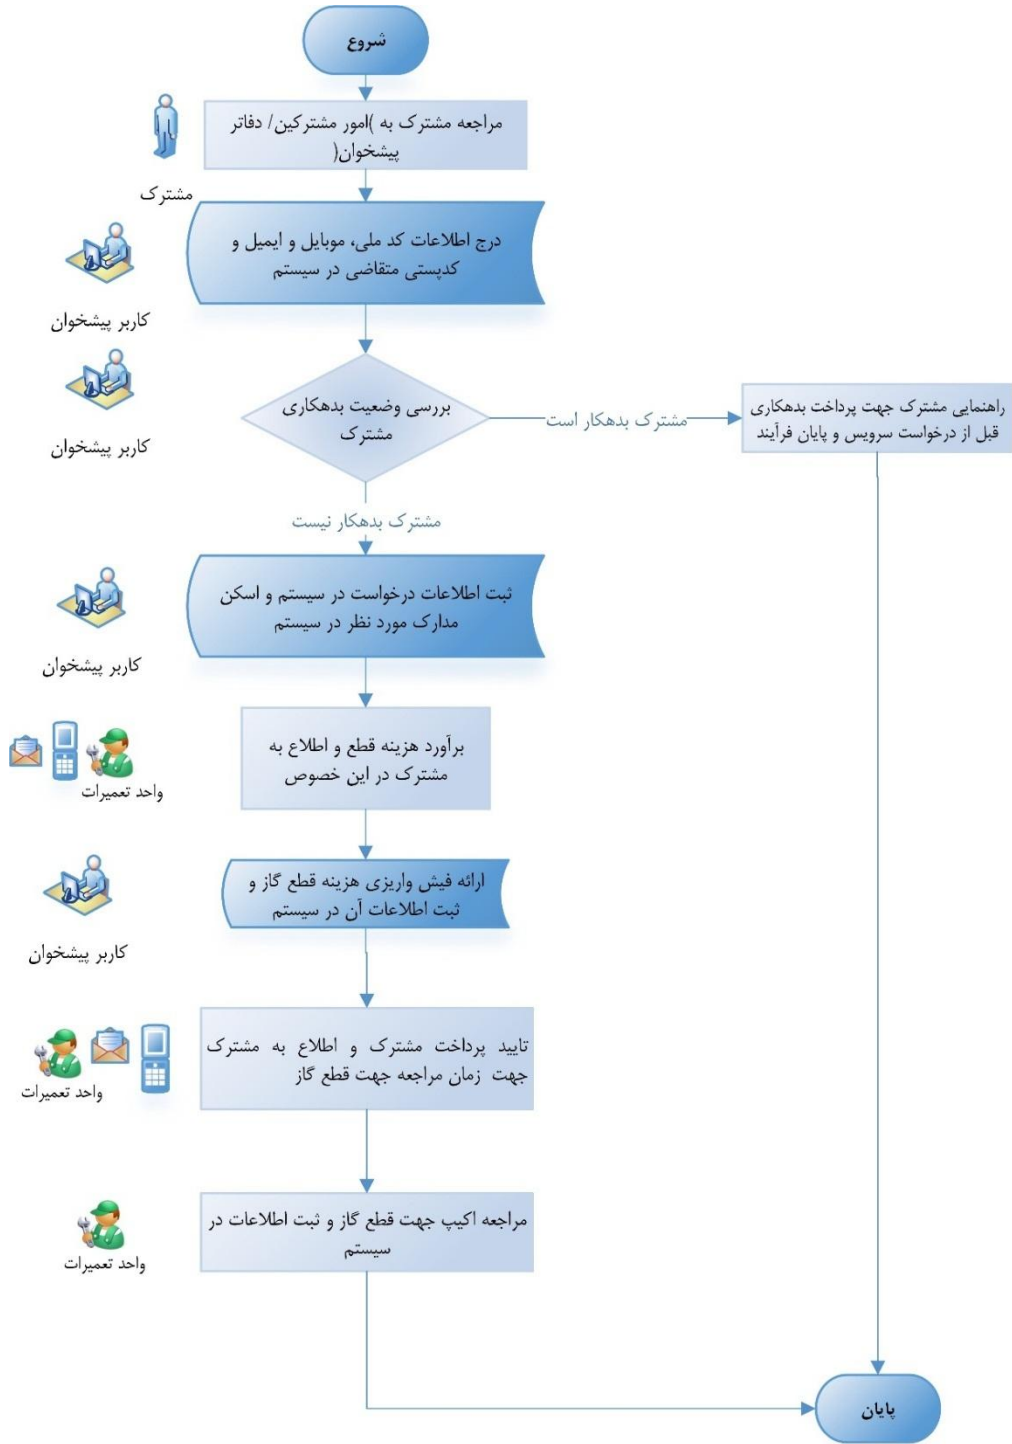 شروع
مراجعه مشترک به )امور مشترکین/ دفاتر
پیشخوان(
مشترک
درج اطلاعات کد ملی، موبایل و ایمیل و
کدپستی متقاضی در سیستم
کاربر پیشخوان
بررسی وضعیت بدهکاری
مشترک
کاربر پیشخوان
مشترک بدهکار است
راهنمایی مشترک جهت پرداخت بدهکاری
قبل از درخواست سرویس و پایان فرآیند
مشترک بدهکار نیست
ثبت اطلاعات درخواست در سیستم و اسکن
مدارک مورد نظر در سیستم
کاربر پیشخوان
برآورد هزینه قطع و اطلاع به
مشترک در این خصوص
واحد تعمیرات
ارائه فیش واریزی هزینه قطع گاز و
ثبت اطلاعات آن در سیستم
کاربر پیشخوان
تایید پرداخت مشترک و اطلاع به مشترک
جهت زمان مراجعه جهت قطع گاز
واحد تعمیرات
مراجعه اکیپ جهت قطع گاز و ثبت اطلاعات در
سیستم
واحد تعمیرات
پایان